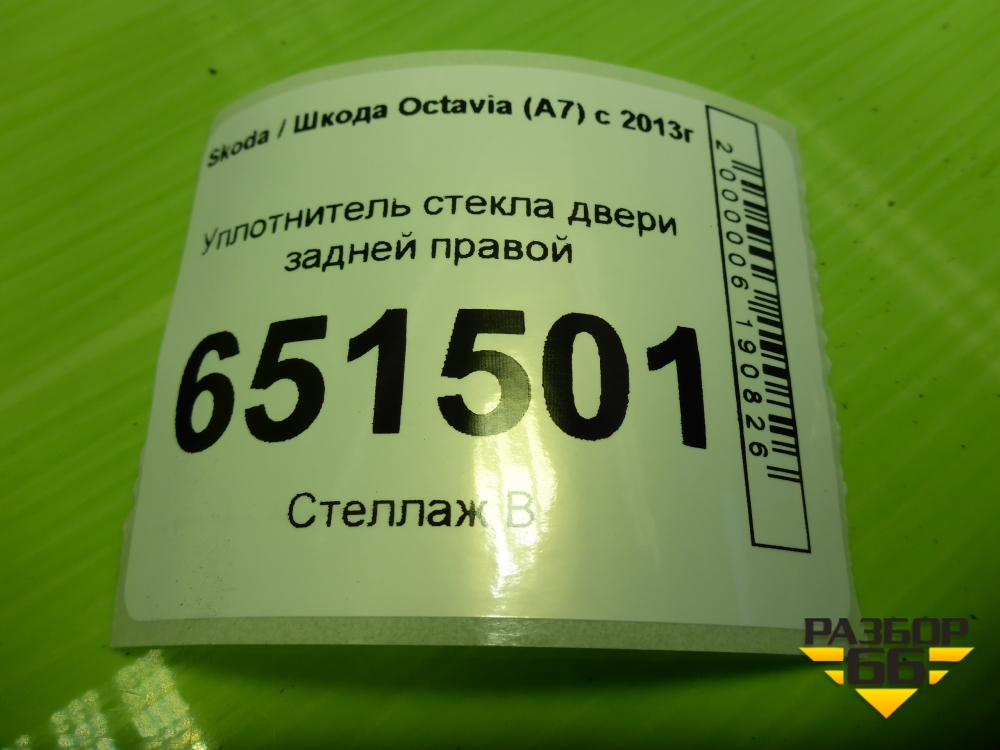 Skoda / Шкода Octavia (A7) с 2013г
Уплотнитель стекла двери
задней правой
651501
Стеллаж В
2000006190826
РАЗБОР
66